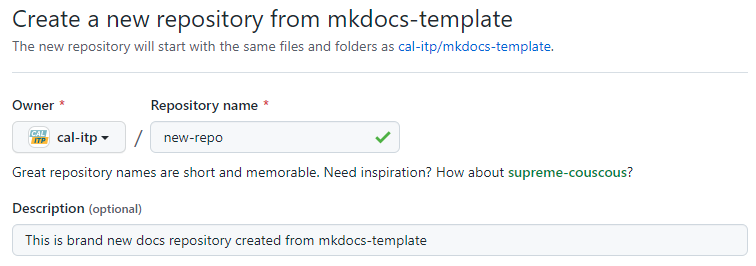 Create a new repository from mkdocs-template
The new repository will start with the same files and folders as cal-itp/mkdocs-template.
Owner * Repository name *
CAL ITP cal-itp / new-repo
Great repository names are short and memorable. Need inspiration? How about supreme-couscous?
Description (optional)
This is brand new docs repository created from mkdocs-template